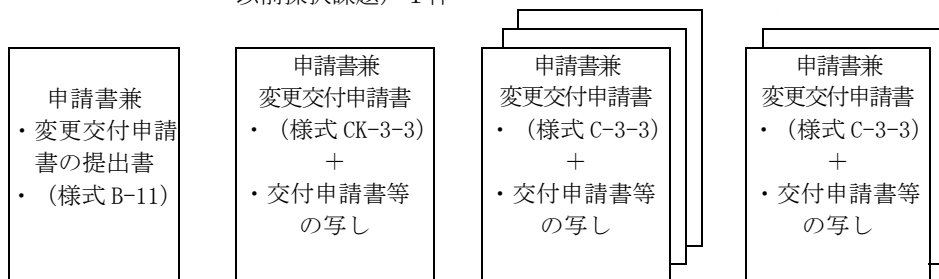 申請書兼
・変更交付申請
書の提出書
・（様式 B-11）
申請書兼
変更交付申請書
・（様式 CK-3-3）
＋
・交付申請書等
の写し
申請書兼
変更交付申請書
・（様式 C-3-3）
＋
・交付申請書等
の写し
申請書兼
変更交付申請書
・（様式 C-3-3）
＋
・交付申請書等
の写し